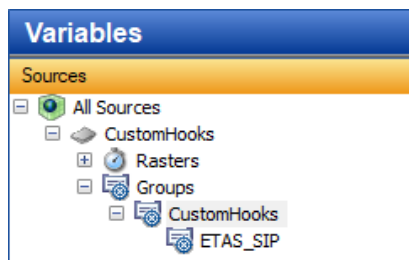 Variables
Sources
All Sources
CustomHooks
Rasters
Groups
CustomHooks
ETAS_SIP